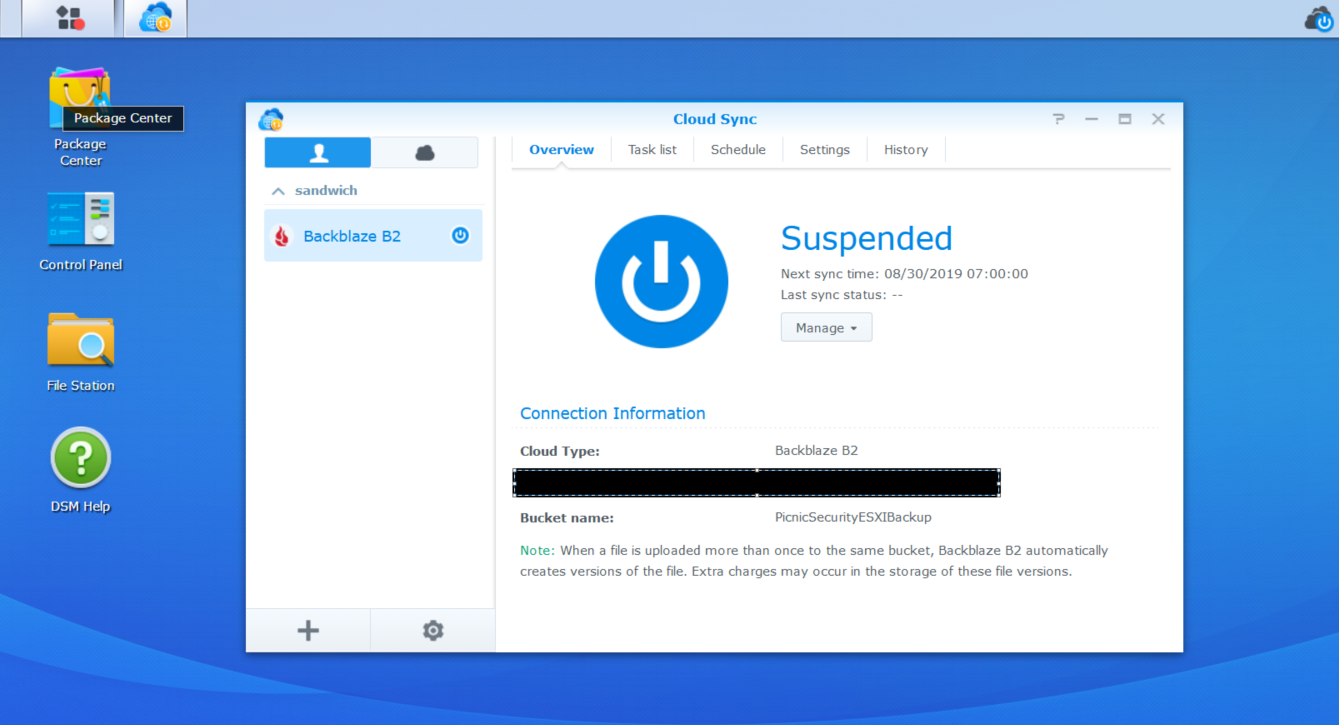 Package Center
Package
Center
Control Panel
File Station
DSM Help
Cloud Sync
sandwich
Backblaze B2
Overview
Task list
Schedule
Settings
History
Suspended
Next sync time: 08/30/2019 07:00:00
Last sync status: --
Manage
Connection Information
Cloud Type: Backblaze B2
Bucket name: PicnicSecurityESXIBackup
Note: When a file is uploaded more than once to the same bucket, Backblaze B2 automatically
creates versions of the file. Extra charges may occur in the storage of these file versions.